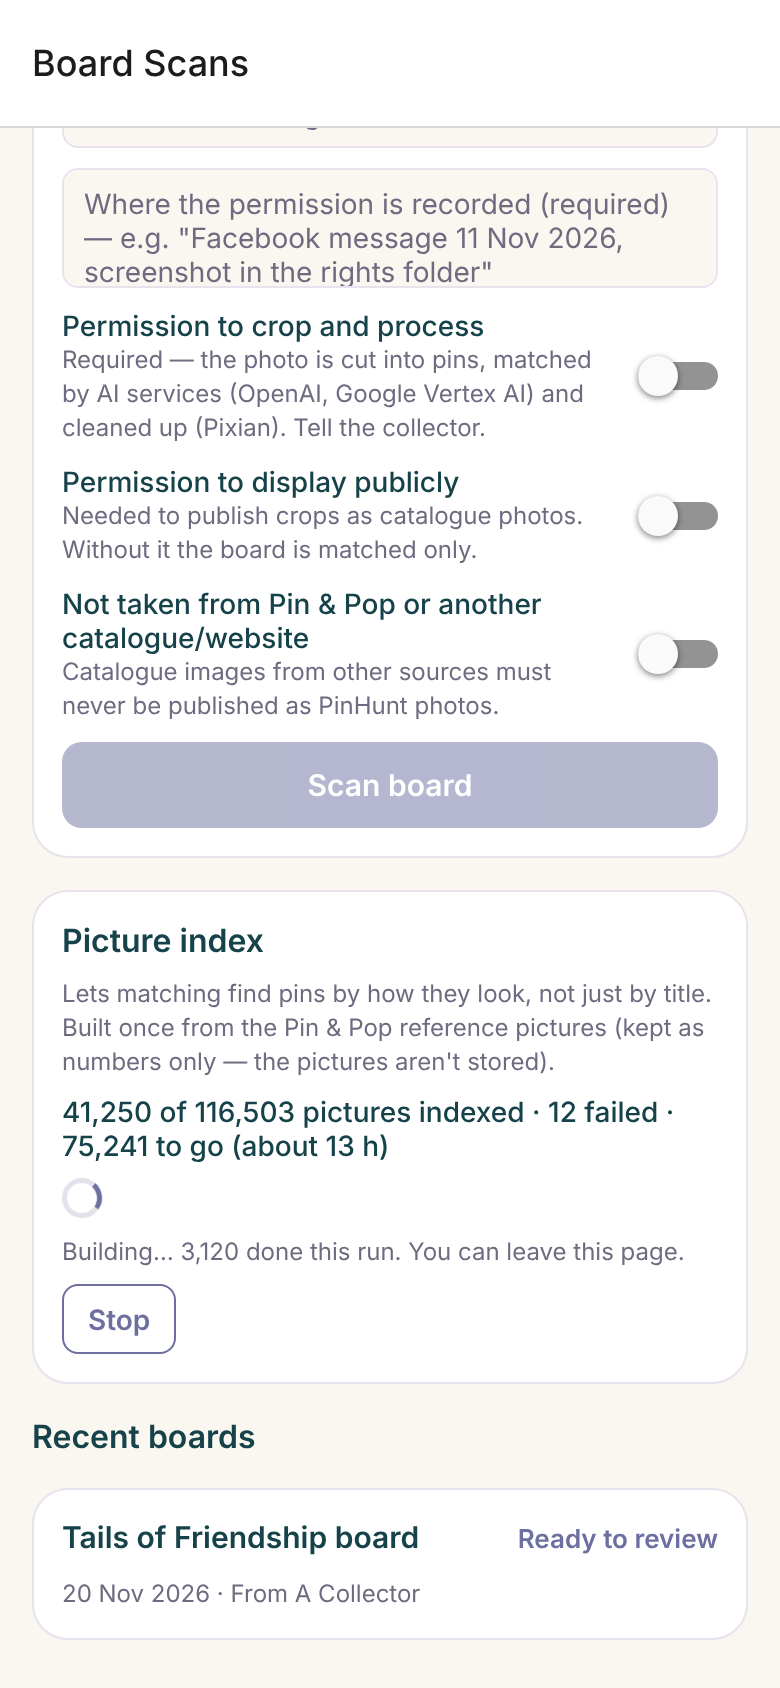 Board Scans
Where the permission is recorded (required)
— e.g. "Facebook message 11 Nov 2026,
screenshot in the rights folder"
Permission to crop and process
Required — the photo is cut into pins, matched
by AI services (OpenAI, Google Vertex AI) and
cleaned up (Pixian). Tell the collector.
Permission to display publicly
Needed to publish crops as catalogue photos.
Without it the board is matched only.
Not taken from Pin & Pop or another
catalogue/website
Catalogue images from other sources must
never be published as PinHunt photos.
Scan board
Picture index
Lets matching find pins by how they look, not just by title.
Built once from the Pin & Pop reference pictures (kept as
numbers only — the pictures aren't stored).
41,250 of 116,503 pictures indexed · 12 failed ·
75,241 to go (about 13 h)
Building... 3,120 done this run. You can leave this page.
Stop
Recent boards
Tails of Friendship board
Ready to review
20 Nov 2026 · From A Collector